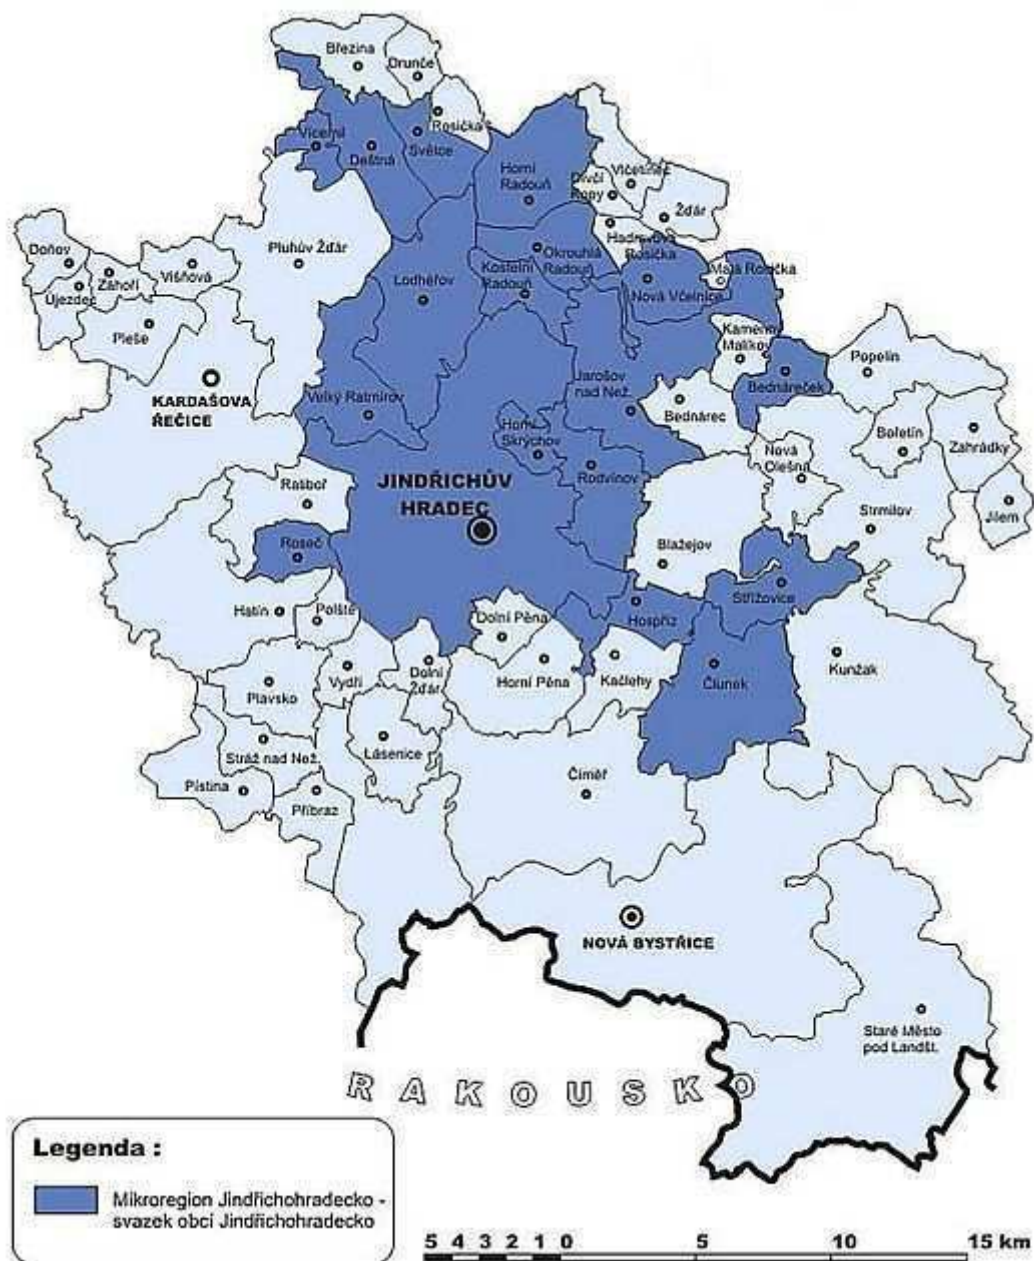 Březina
Drunče
Rosička
Vícemil
Deštná
Světce
Horní
Radouň
Vlčetínec
Dívčí
Kopy
Žďár
Hadravova
Rosička
Okrouhlá
Radouň
Kostelní
Radouň
Malá Rosička
Nová Včelnice
Doňov
Záhoří
Višňová
Újezdec
Pleše
Pluhův Žďár
Lodhéřov
Kamenný
Malíkov
Popelín
Bednáreček
KARDAŠOVA
ŘEČICE
Velký Ratmírov
Jarošov
nad Než.
Bednárec
Horní
Skrýchov
Rodvínov
Nová
Olešná
Bořetín
Zahrádky
Jilem
Strmilov
JINDŘICHŮV
HRADEC
Ratiboř
Roseč
Blažejov
Střížovice
Hatín
Polště
Dolní Pěna
Hospříz
Plavsko
Vydří
Dolní
Žďár
Horní Pěna
Kačlehy
Člunek
Kunžak
Stráž nad Než.
Lásenice
Pístina
Příbraz
Číměř
NOVÁ BYSTŘICE
Staré Město
pod Landšt.
RAKOUSKO
Legenda :
Mikroregion Jindřichohradecko -
svazek obcí Jindřichohradecko
5 4 3 2 1 0 5 10 15 km